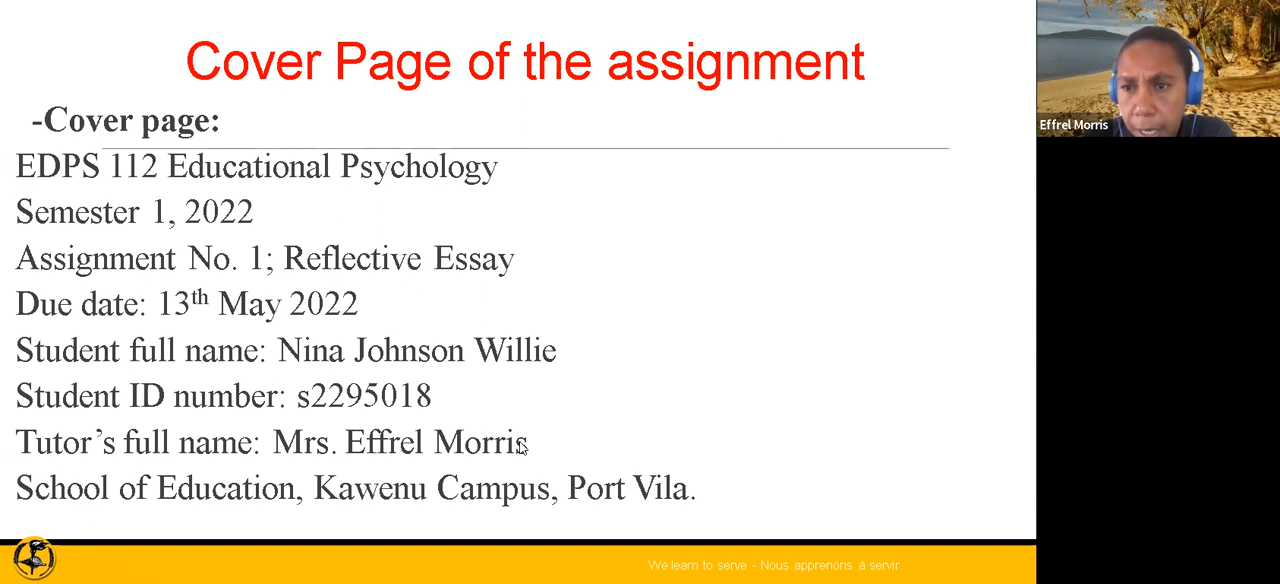 Cover Page of the assignment
-Cover page:
EDPS 112 Educational Psychology
Semester 1, 2022
Assignment No. 1; Reflective Essay
Due date: 13th May 2022
Student full name: Nina Johnson Willie
Student ID number: s2295018
Tutor’s full name: Mrs. Effrel Morris
School of Education, Kawenu Campus, Port Vila.
We learn to serve - Nous apprenons à servir
Effrel Morris